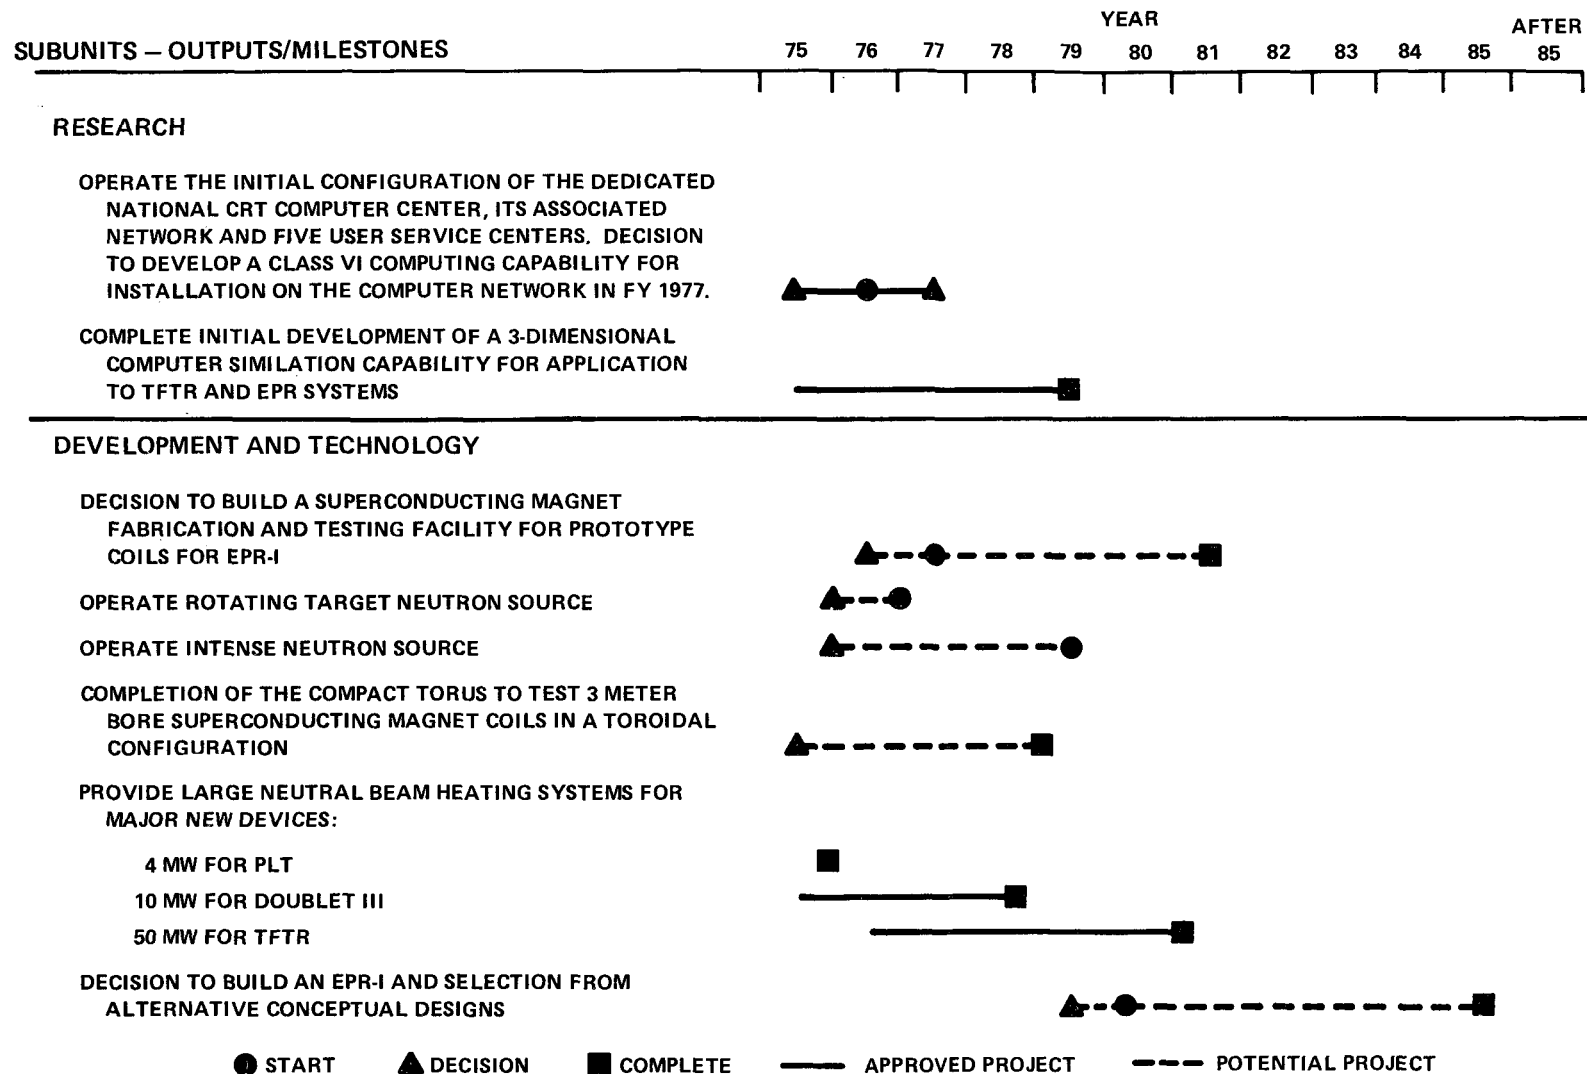 YEAR
SUBUNITS — OUTPUTS/MILESTONES 75 76 77 78 79 80 81 82 83 84 85 AFTER 85
RESEARCH
OPERATE THE INITIAL CONFIGURATION OF THE DEDICATED
NATIONAL CRT COMPUTER CENTER, ITS ASSOCIATED
NETWORK AND FIVE USER SERVICE CENTERS. DECISION
TO DEVELOP A CLASS VI COMPUTING CAPABILITY FOR
INSTALLATION ON THE COMPUTER NETWORK IN FY 1977.
COMPLETE INITIAL DEVELOPMENT OF A 3-DIMENSIONAL
COMPUTER SIMILATION CAPABILITY FOR APPLICATION
TO TFTR AND EPR SYSTEMS
DEVELOPMENT AND TECHNOLOGY
DECISION TO BUILD A SUPERCONDUCTING MAGNET
FABRICATION AND TESTING FACILITY FOR PROTOTYPE
COILS FOR EPR-I
OPERATE ROTATING TARGET NEUTRON SOURCE
OPERATE INTENSE NEUTRON SOURCE
COMPLETION OF THE COMPACT TORUS TO TEST 3 METER
BORE SUPERCONDUCTING MAGNET COILS IN A TOROIDAL
CONFIGURATION
PROVIDE LARGE NEUTRAL BEAM HEATING SYSTEMS FOR
MAJOR NEW DEVICES:
4 MW FOR PLT
10 MW FOR DOUBLET III
50 MW FOR TFTR
DECISION TO BUILD AN EPR-I AND SELECTION FROM
ALTERNATIVE CONCEPTUAL DESIGNS
START DECISION COMPLETE APPROVED PROJECT POTENTIAL PROJECT